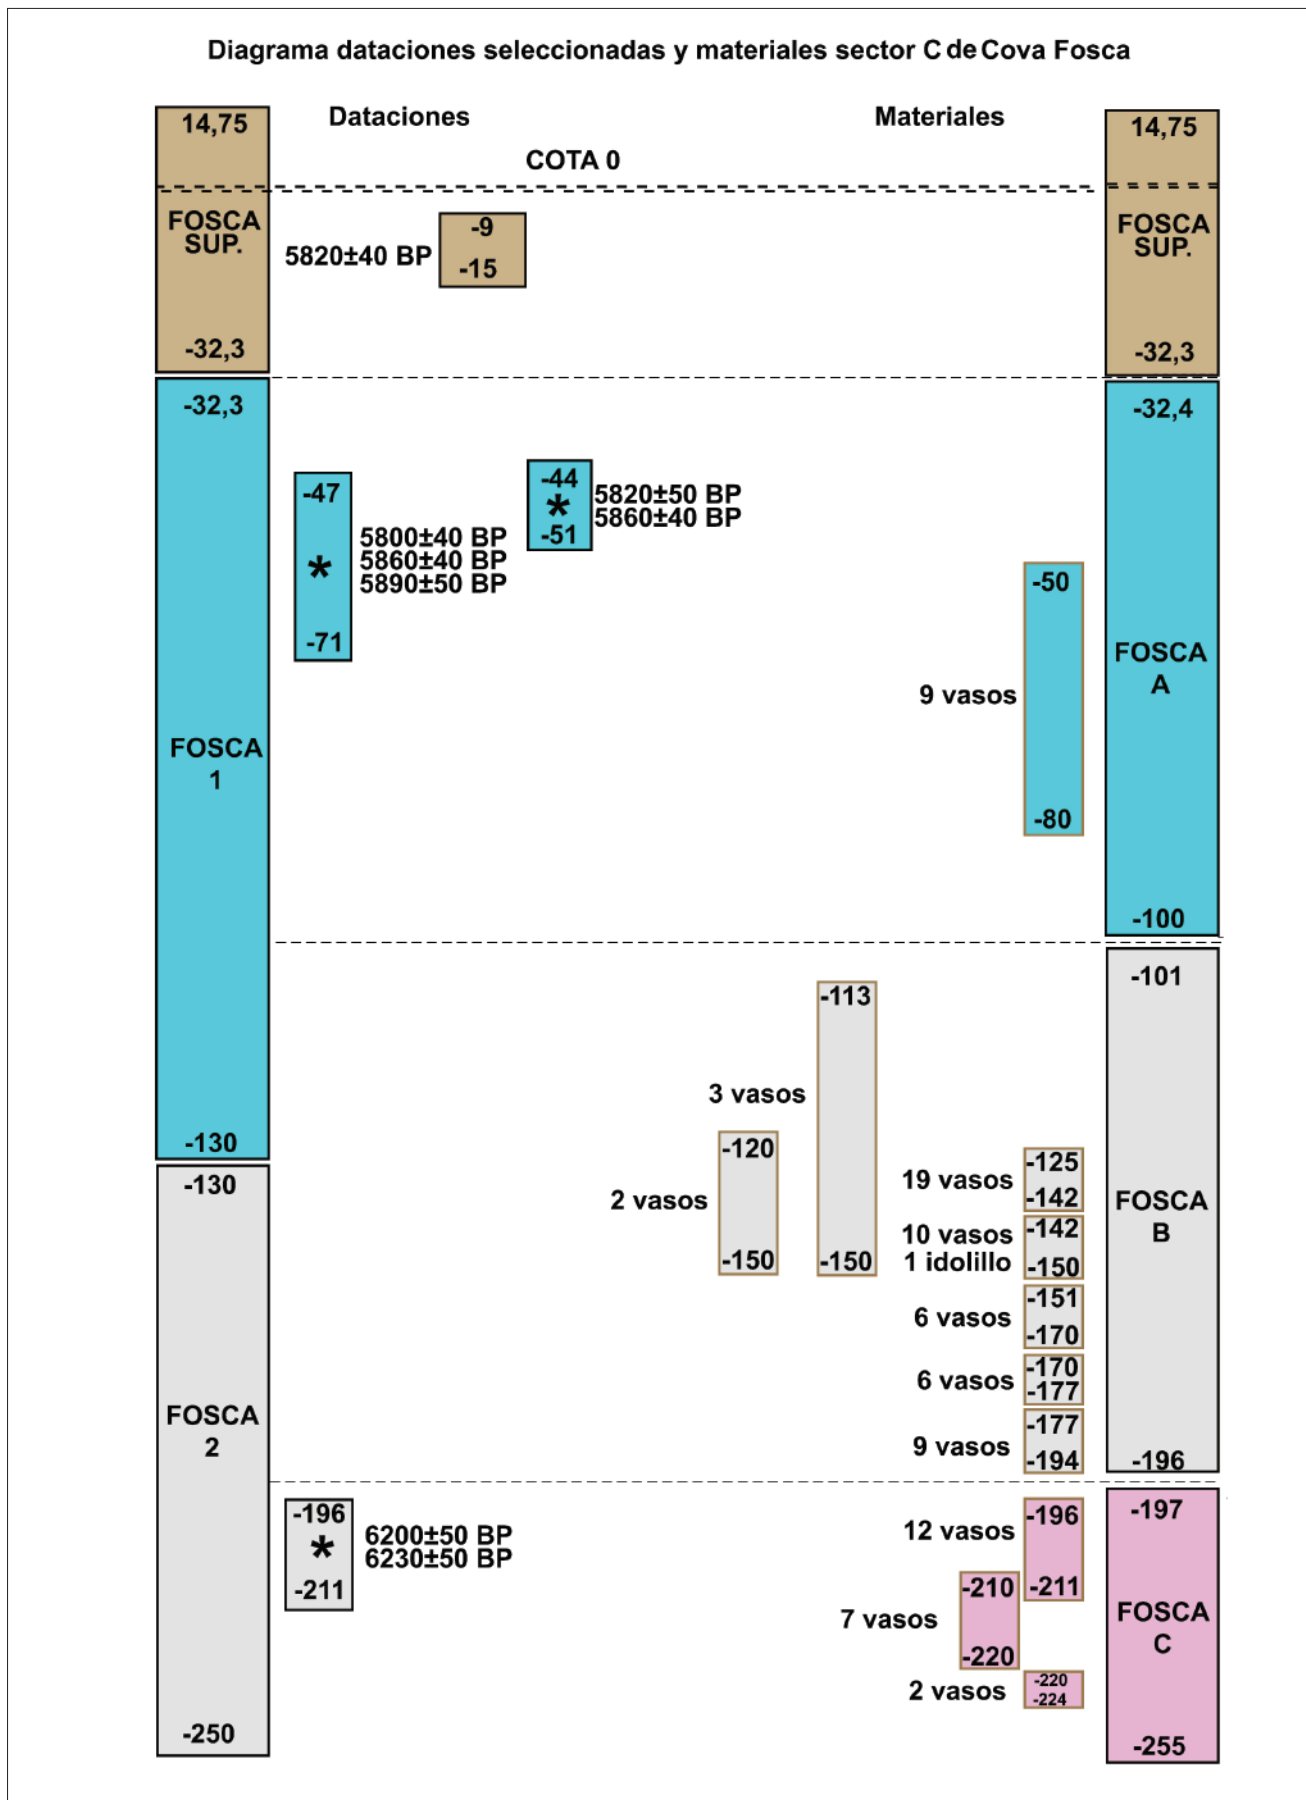 Diagrama dataciones seleccionadas y materiales sector C de Cova Fosca
Dataciones
Materiales
COTA 0
14,75
FOSCA
SUP.
-32,3
14,75
FOSCA
SUP.
-32,3
5820±40 BP
-9
-15
-32,3
FOSCA
1
-130
-47
*
-71
5800±40 BP
5860±40 BP
5890±50 BP
-44
*
-51
5820±50 BP
5860±40 BP
9 vasos
-50
-80
-32,4
FOSCA
A
-100
-130
FOSCA
2
-250
2 vasos
-120
-150
3 vasos
-113
-150
19 vasos
-125
-142
10 vasos
1 idolillo
-142
-150
6 vasos
-151
-170
6 vasos
-170
-177
9 vasos
-177
-194
-101
FOSCA
B
-196
-196
*
-211
6200±50 BP
6230±50 BP
12 vasos
-196
-211
7 vasos
-210
-220
2 vasos
-220
-224
-197
FOSCA
C
-255